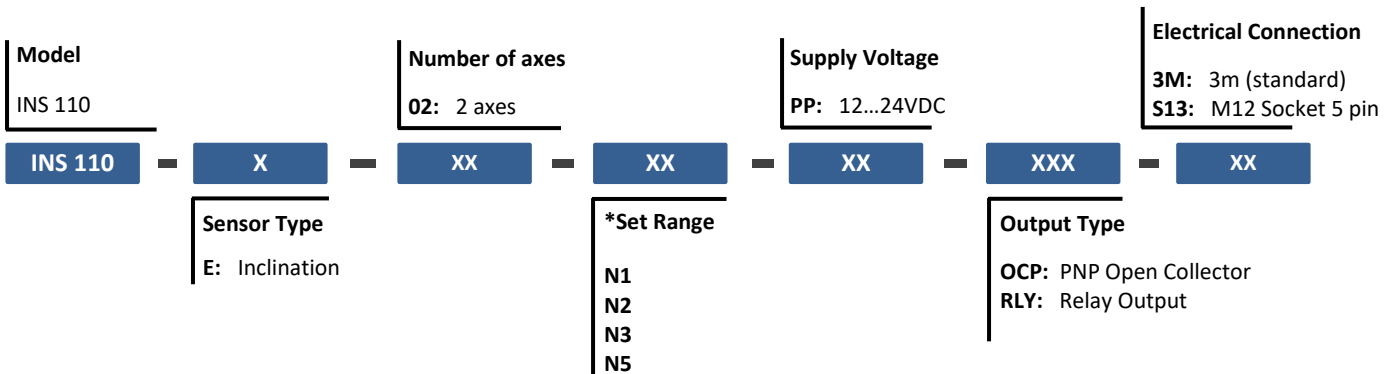 Model
INS 110
Number of axes
02: 2 axes
Supply Voltage
PP: 12…24VDC
Electrical Connection
3M: 3m (standard)
S13: M12 Socket 5 pin
INS 110 - X - XX - XX - XX - XXX - XX
Sensor Type
E: Inclination
*Set Range
N1
N2
N3
N5
Output Type
OCP: PNP Open Collector
RLY: Relay Output